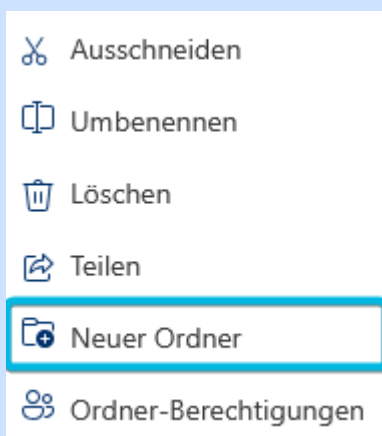 Ausschneiden
Umbenennen
Löschen
Teilen
Neuer Ordner
Ordner-Berechtigungen